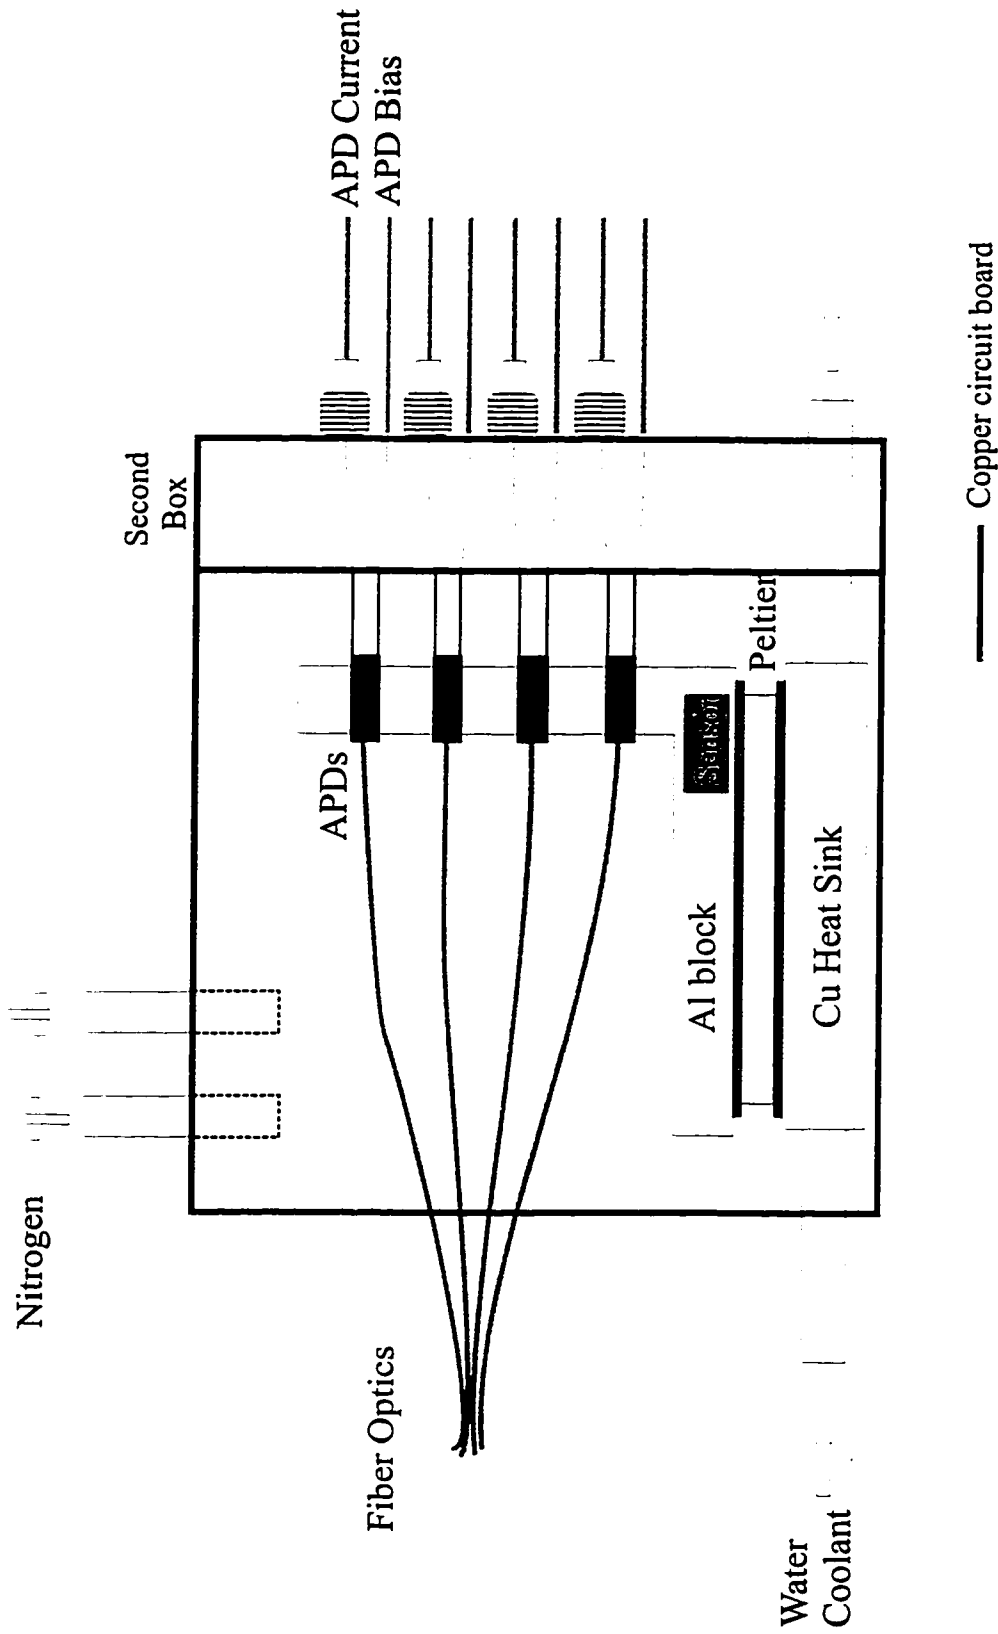 Nitrogen
Second
Box
APD Current
APD Bias
APDs
Fiber Optics
Sensor
Al block
Peltier
Cu Heat Sink
Water
Coolant
Copper circuit board